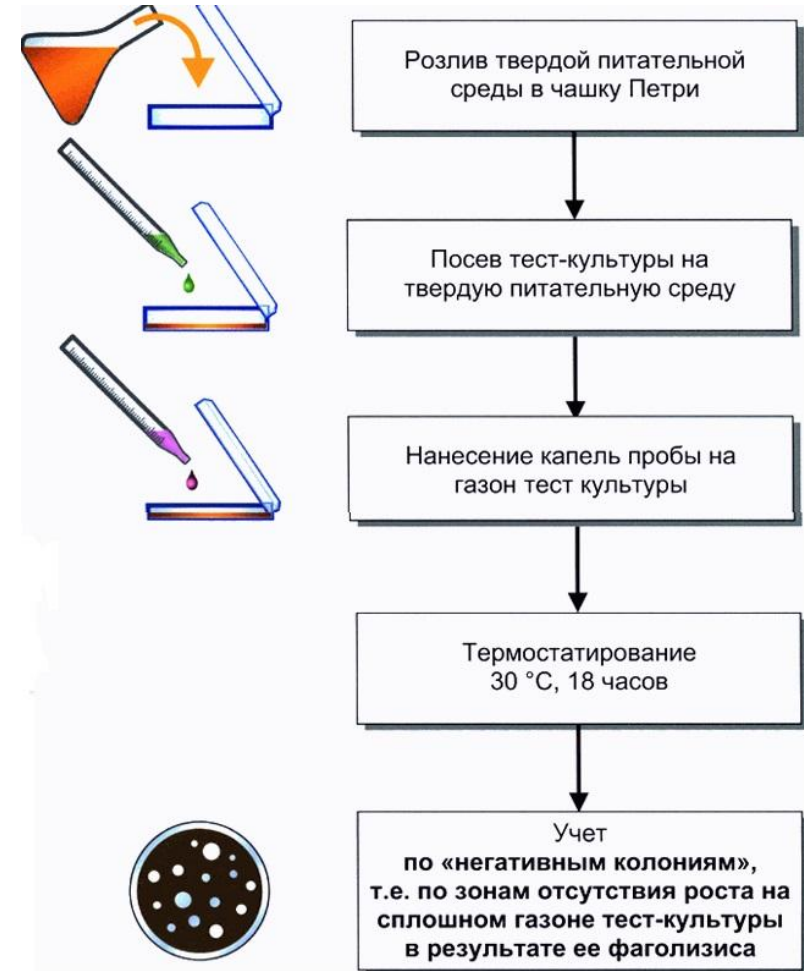 Розлив твердой питательной
среды в чашку Петри
Посев тест-культуры на
твердую питательную среду
Нанесение капель пробы на
газон тест культуры
Термостатирование
30 °С, 18 часов
Учет
по «негативным колониям»,
т.е. по зонам отсутствия роста на
сплошном газоне тест-культуры
в результате ее фаголизиса